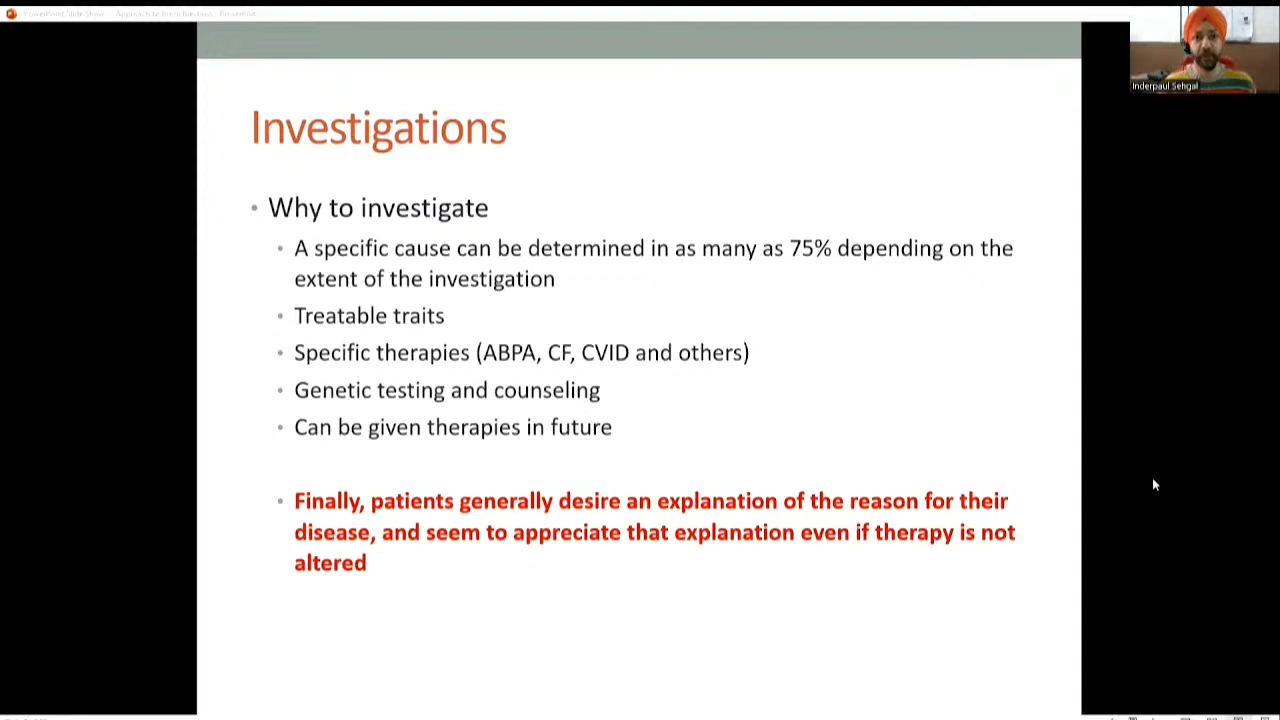 PowerPoint Slide Show
Inderpaul Sehgal
Investigations
• Why to investigate
• A specific cause can be determined in as many as 75% depending on the
extent of the investigation
• Treatable traits
• Specific therapies (ABPA, CF, CVID and others)
• Genetic testing and counseling
• Can be given therapies in future
• Finally, patients generally desire an explanation of the reason for their
disease, and seem to appreciate that explanation even if therapy is not
altered